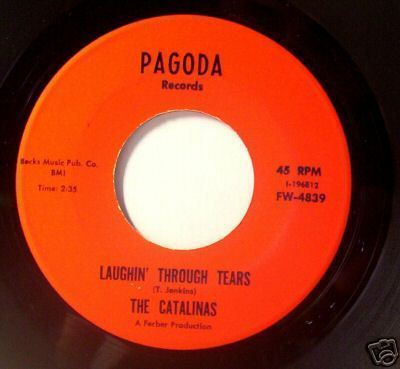 PAGODA
Records
Becks Music Pub. Co.
BMI
Time: 2:35
45 RPM
I-196812
FW-4839
LAUGHIN' THROUGH TEARS
(T. Jenkins)
THE CATALINAS
A Ferber Production
eb